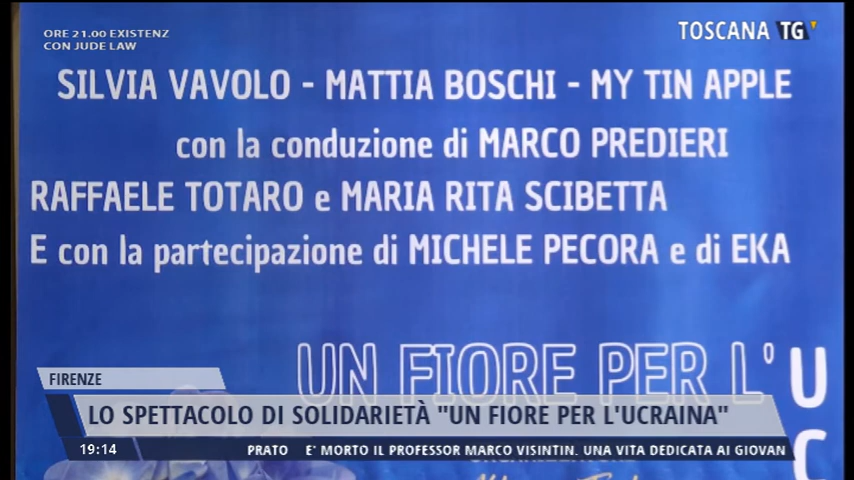 ORE 21.00 EXISTENZ
CON JUDE LAW
TOSCANA TG
SILVIA VAVOLO - MATTIA BOSCHI - MY TIN APPLE
con la conduzione di MARCO PREDIERI
RAFFAELE TOTARO e MARIA RITA SCIBETTA
E con la partecipazione di MICHELE PECORA e di EKA
UN FIORE PER L'U
FIRENZE
LO SPETTACOLO DI SOLIDARIETÀ "UN FIORE PER L'UCRAINA"
19:14 PRATO E' MORTO IL PROFESSOR MARCO VISINTIN. UNA VITA DEDICATA AI GIOVAN